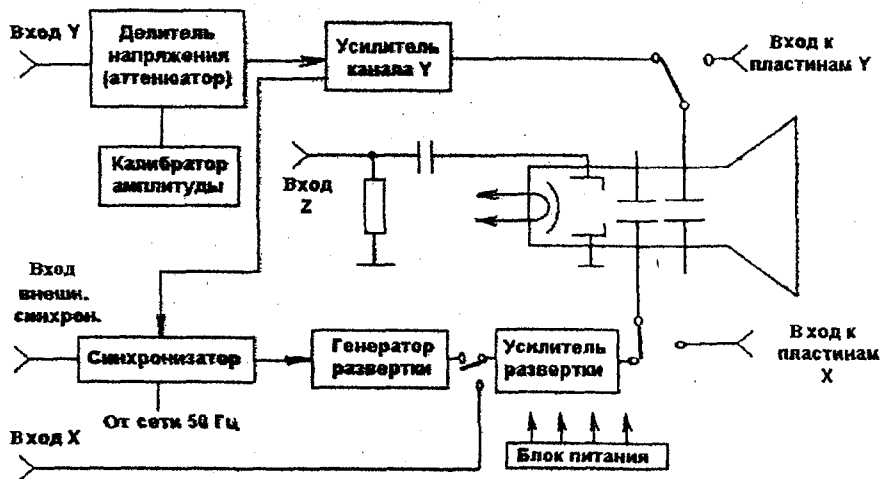 Вход Y
Делитель
напряжения
(аттенюатор)
Усилитель
канала Y
Вход к
пластинам Y
Калибратор
амплитуды
Вход
Z
Вход
внешн.
синхрон.
Синхронизатор
Генератор
развертки
Усилитель
развертки
Вход к
пластинам
X
От сети 50 Гц
Вход X
Блок питания